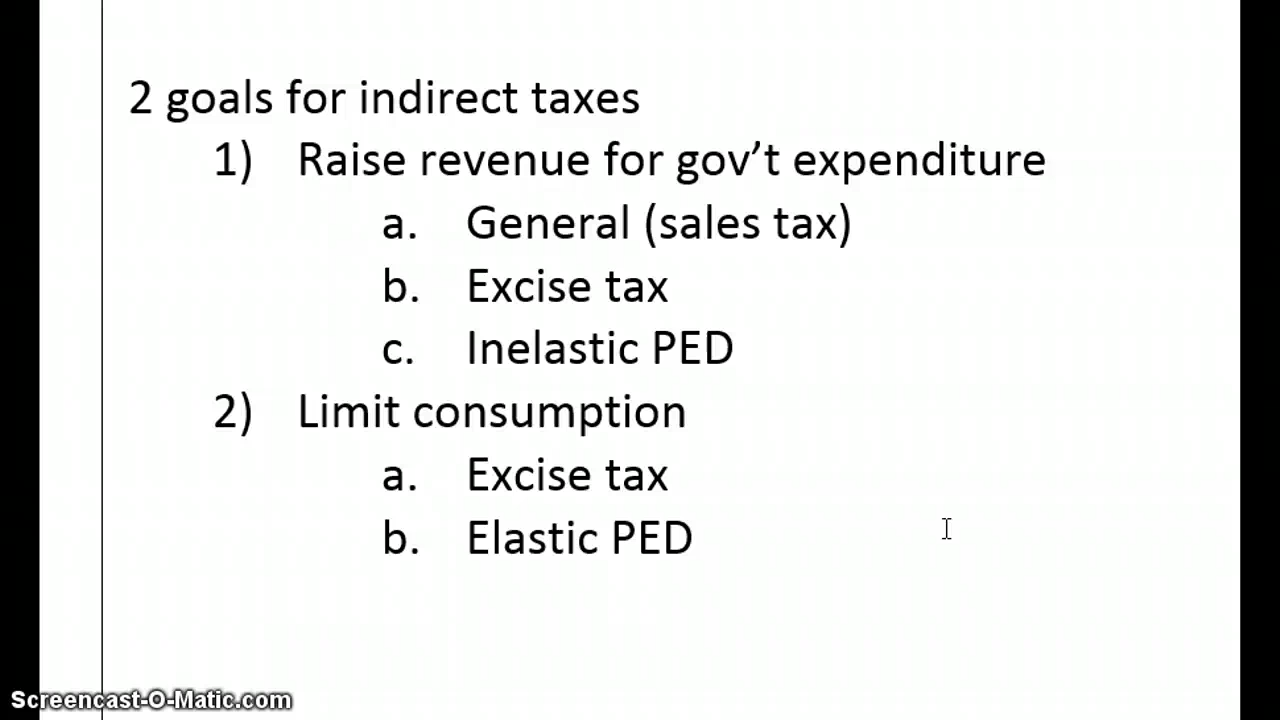 2 goals for indirect taxes
1) Raise revenue for gov’t expenditure
a. General (sales tax)
b. Excise tax
c. Inelastic PED
2) Limit consumption
a. Excise tax
b. Elastic PED
Screencast-O-Matic.com